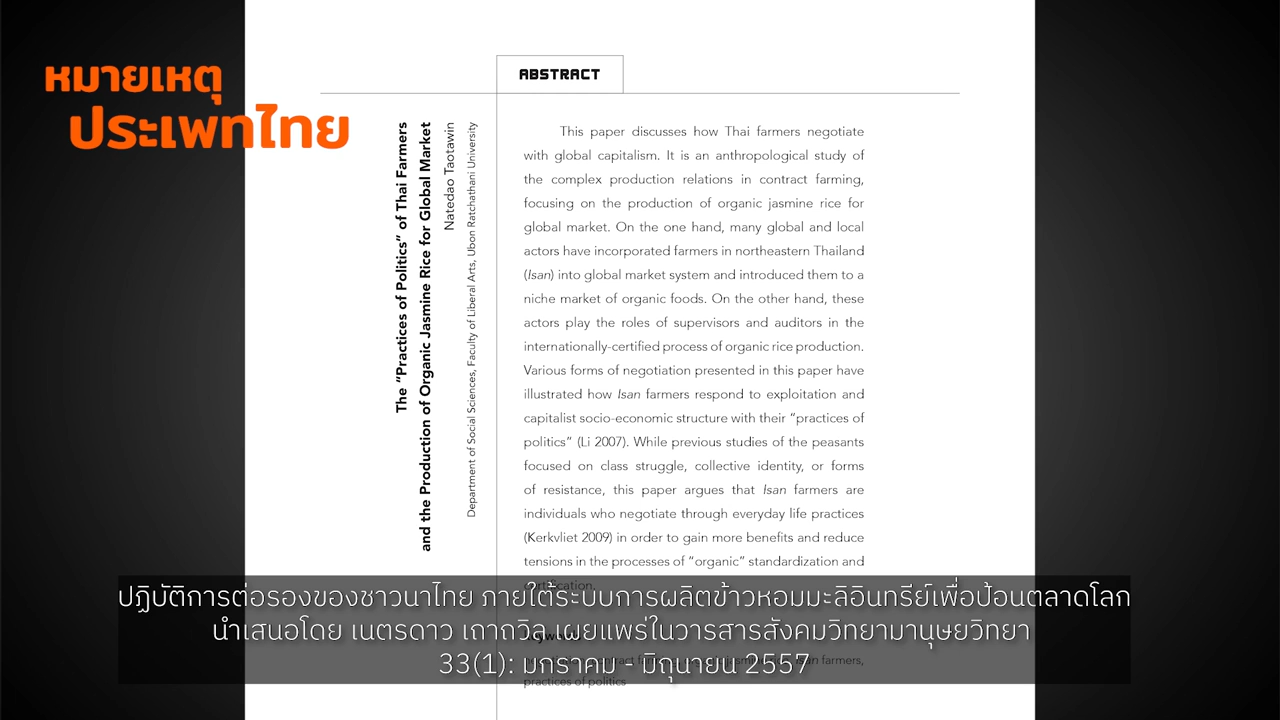 หมายเหตุ
ประเพทไทย
ABSTRACT
The “Practices of Politics” of Thai Farmers
and the Production of Organic Jasmine Rice for Global Market
Natedao Taotawin
Department of Social Sciences, Faculty of Liberal Arts, Ubon Ratchathani University
This paper discusses how Thai farmers negotiate
with global capitalism. It is an anthropological study of
the complex production relations in contract farming,
focusing on the production of organic jasmine rice for
global market. On the one hand, many global and local
actors have incorporated farmers in northeastern Thailand
(Isan) into global market system and introduced them to a
niche market of organic foods. On the other hand, these
actors play the roles of supervisors and auditors in the
internationally-certified process of organic rice production.
Various forms of negotiation presented in this paper have
illustrated how Isan farmers respond to exploitation and
capitalist socio-economic structure with their “practices of
politics” (Li 2007). While previous studies of the peasants
focused on class struggle, collective identity, or forms
of resistance, this paper argues that Isan farmers are
individuals who negotiate through everyday life practices
(Kerkvliet 2009) in order to gain more benefits and reduce
tensions in the processes of “organic” standardization and
certification.
ปฏิบัติการต่อรองของชาวนาไทย ภายใต้ระบบการผลิตข้าวหอมมะลิอินทรีย์เพื่อป้อนตลาดโลก
นำเสนอโดย เนตรดาว เถาถวิล เผยแพร่ในวารสารสังคมวิทยามานุษยวิทยา
33(1): มกราคม - มิถุนายน 2557
farmers,
practices of politics